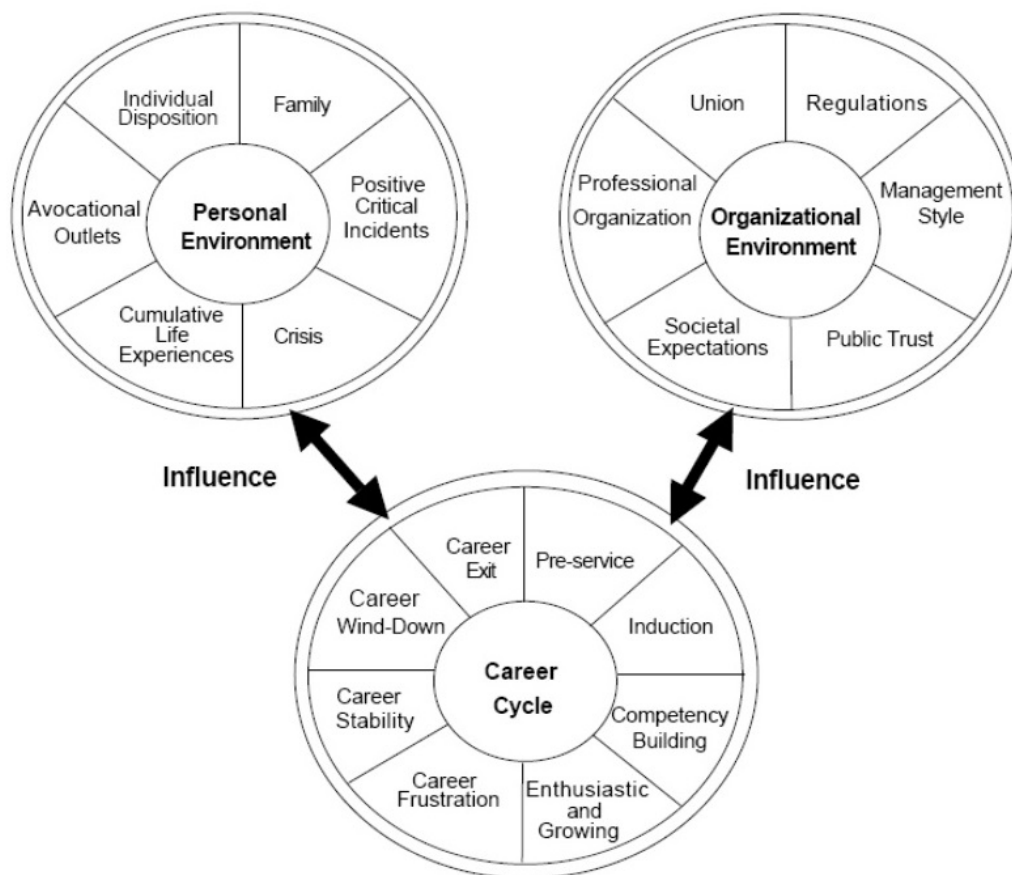 Individual
Disposition
Family
Positive
Critical
Incidents
Crisis
Cumulative
Life
Experiences
Avocational
Outlets
Personal
Environment
Union
Regulations
Management
Style
Public Trust
Societal
Expectations
Professional
Organization
Organizational
Environment
Influence
Influence
Career
Exit
Pre-service
Induction
Competency
Building
Enthusiastic
and
Growing
Career
Frustration
Career
Stability
Career
Wind-Down
Career
Cycle